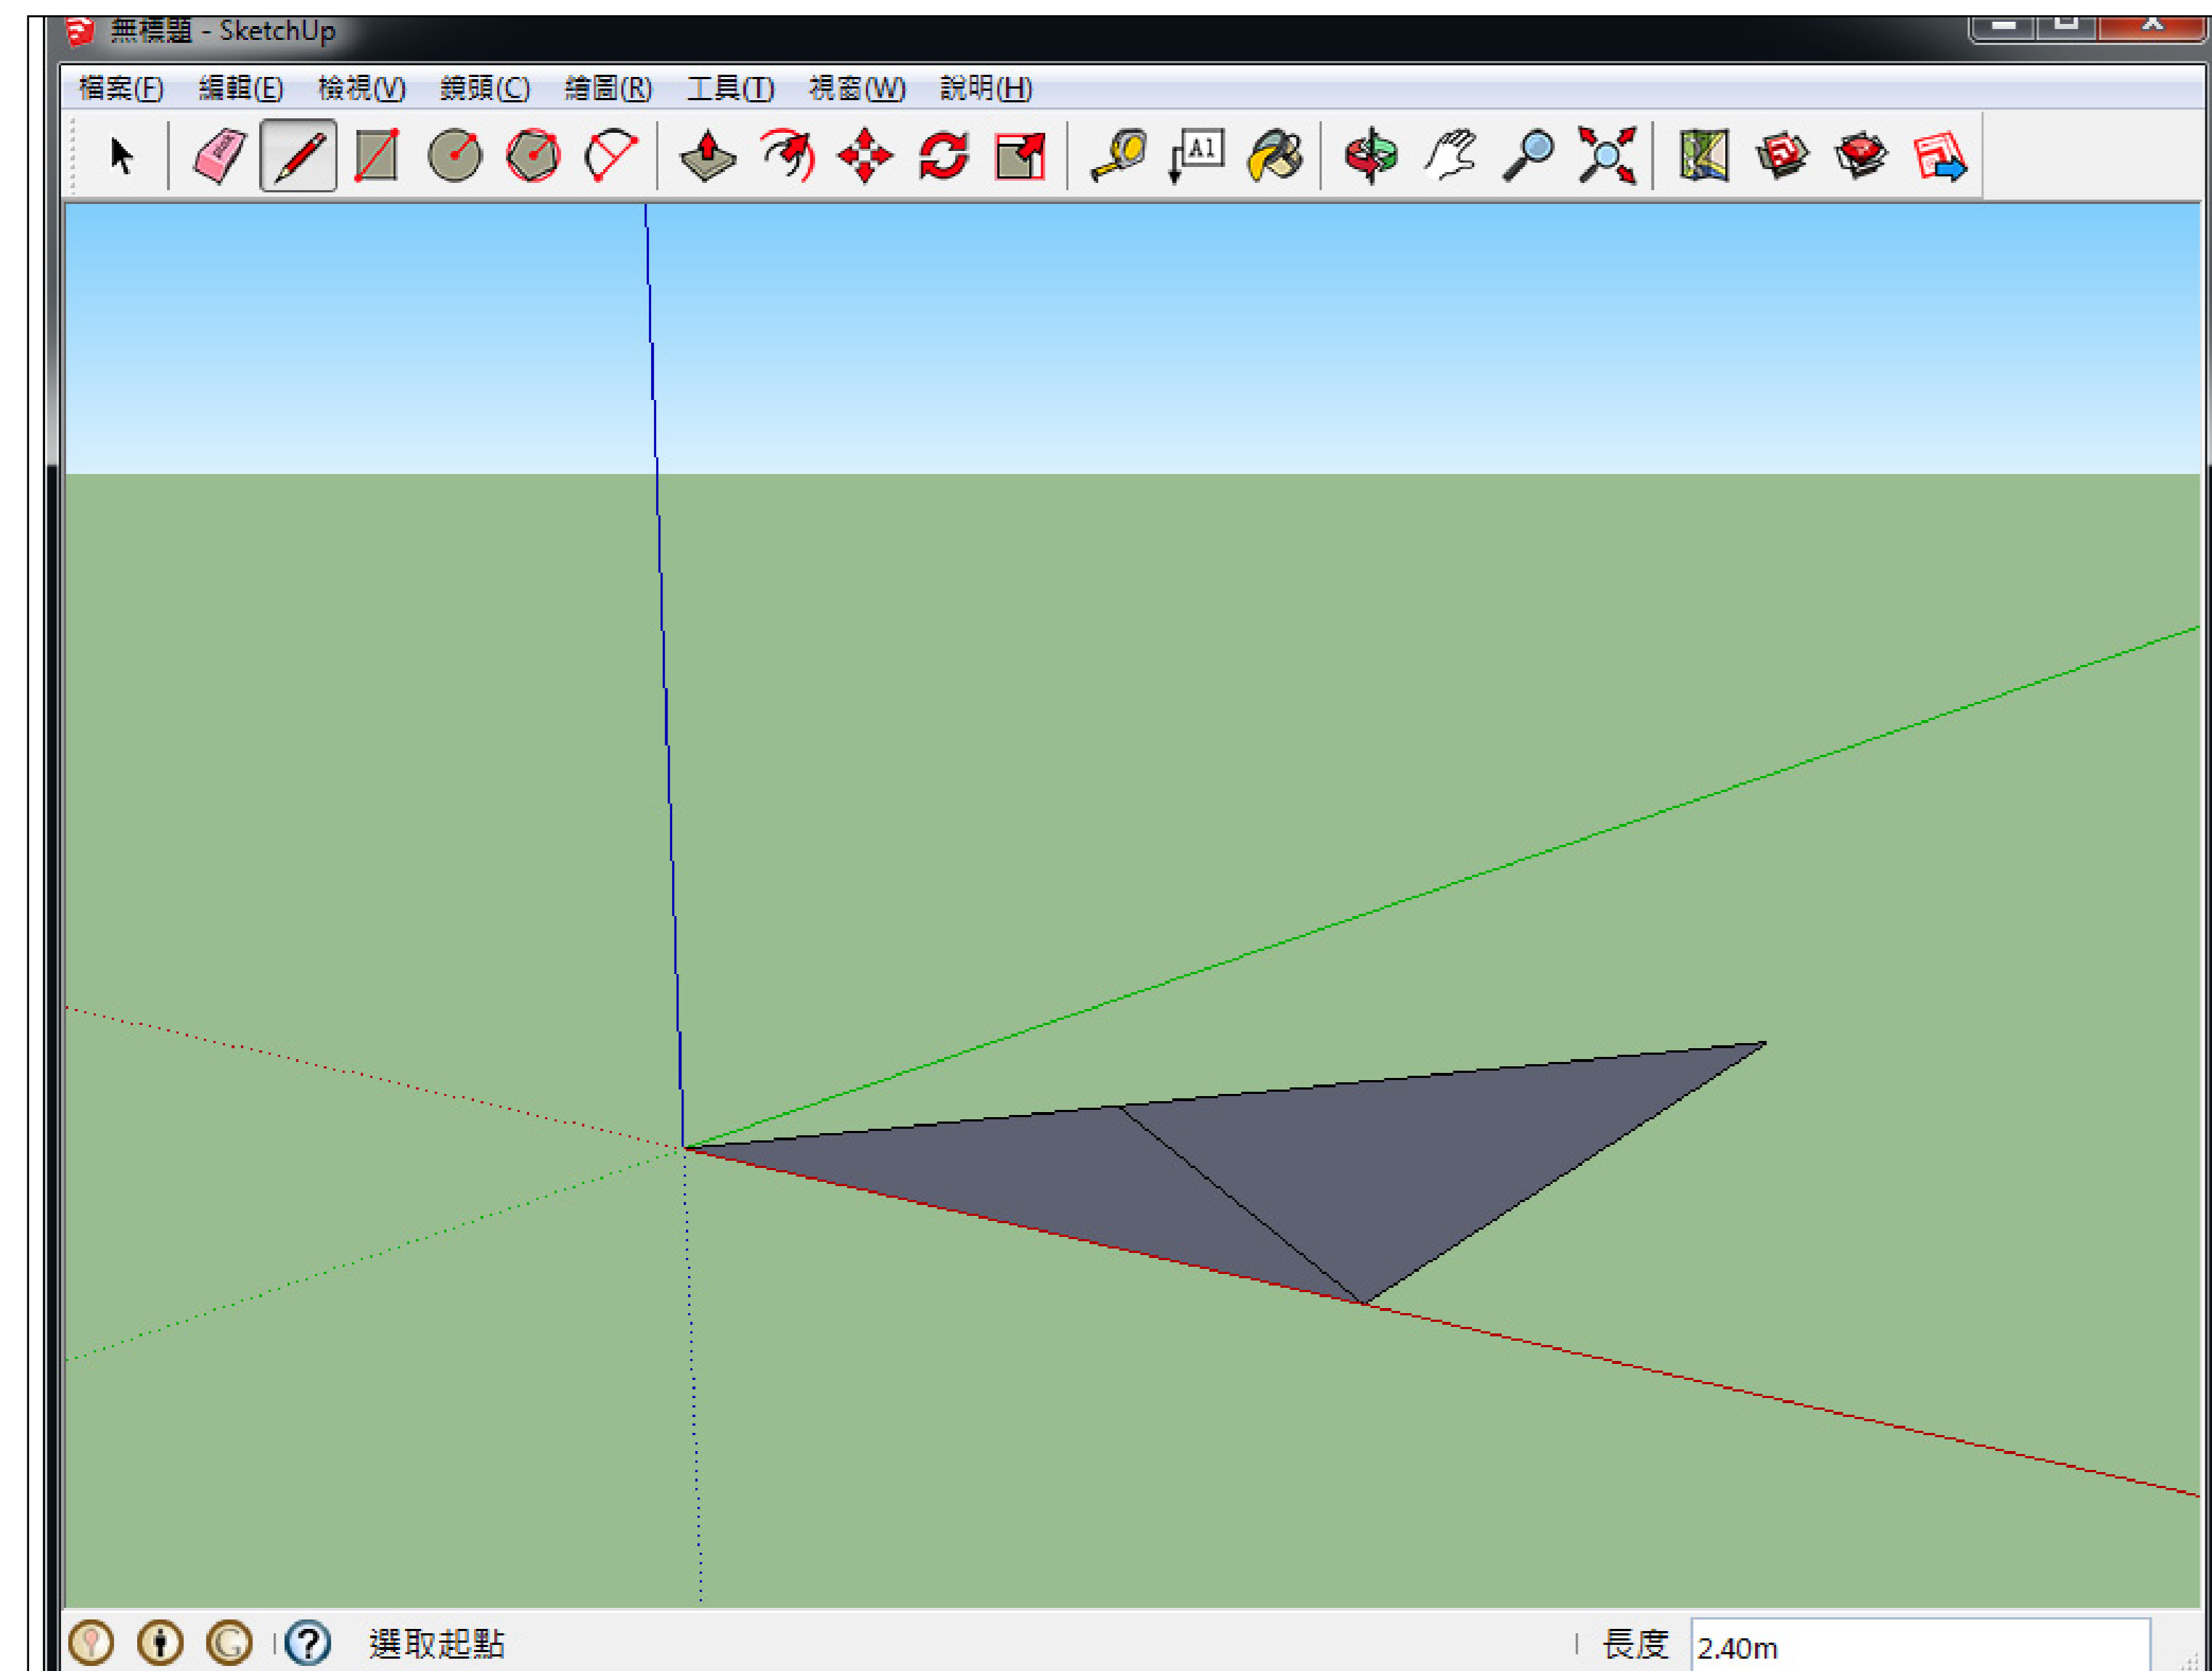 無標題 - SketchUp
檔案(F) 編輯(E) 檢視(V) 鏡頭(C) 繪圖(R) 工具(T) 視窗(W) 說明(H)
A1
選取起點 長度 2.40m